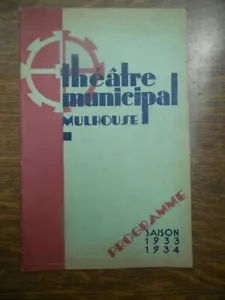 théâtre
municipal
MULHOUSE
PROGRAMME
SAISON
1933
1934